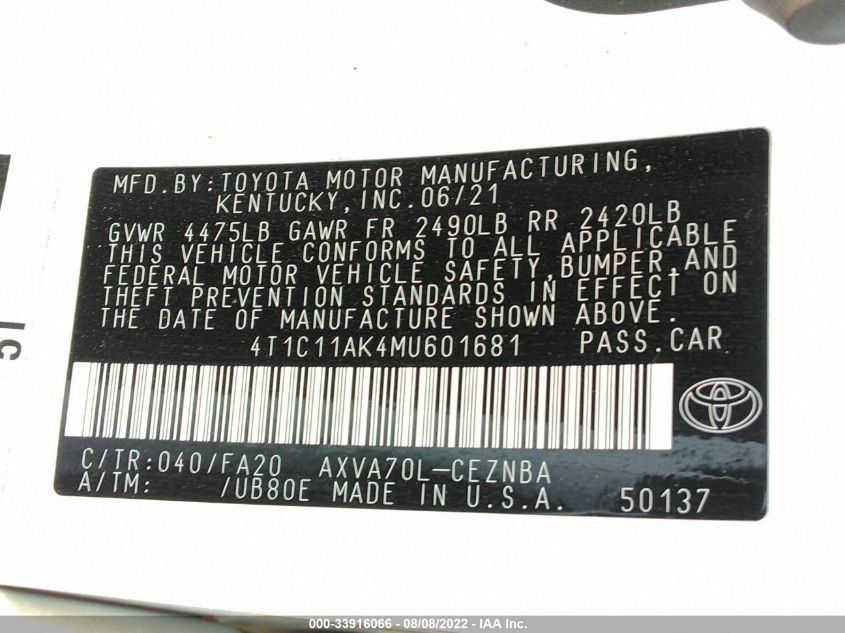 MFD.BY:TOYOTA MOTOR MANUFACTURING,
KENTUCKY,INC.06/21
GVWR 4475LB GAWR FR 2490LB RR 2420LB
THIS VEHICLE CONFORMS TO ALL APPLICABLE
FEDERAL MOTOR VEHICLE SAFETY,BUMPER,AND
THEFT PREVENTION STANDARDS IN EFFECT ON
THE DATE OF MANUFACTURE SHOWN ABOVE.
4T1C11AK4MU601681 PASS.CAR
C/TR:040/FA20 AXVA70L-CEZNBA
A/TM: /UB80E MADE IN U.S.A. 50137
000-33916066 - 08/08/2022 - IAA Inc.